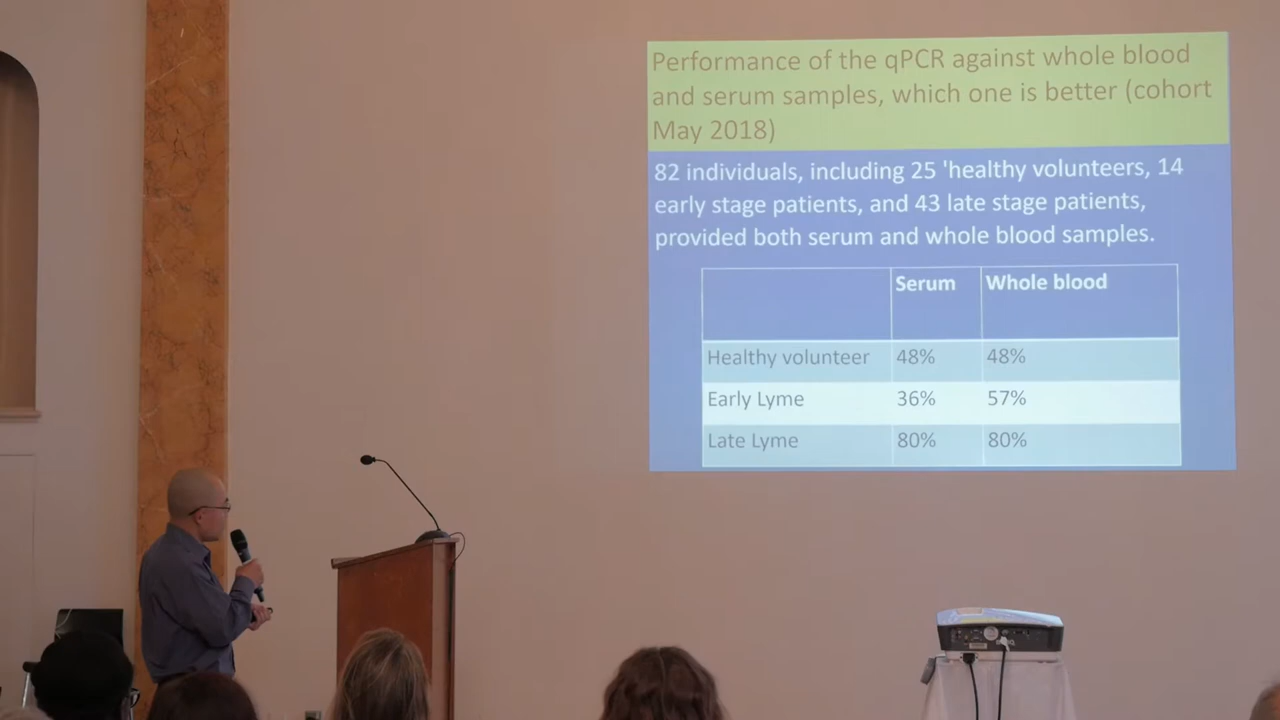 Performance of the qPCR against whole blood
and serum samples, which one is better (cohort
May 2018)
82 individuals, including 25 'healthy volunteers, 14
early stage patients, and 43 late stage patients,
provided both serum and whole blood samples.
Serum Whole blood
Healthy volunteer 48% 48%
Early Lyme 36% 57%
Late Lyme 80% 80%